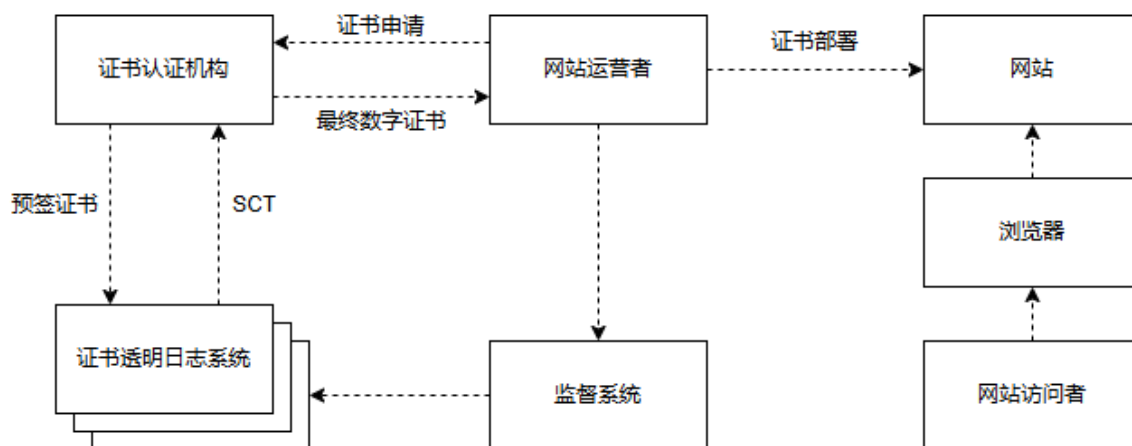 证书申请
证书部署
证书认证机构
网站运营者
网站
最终数字证书
预签证书
SCT
浏览器
证书透明日志系统
监督系统
网站访问者